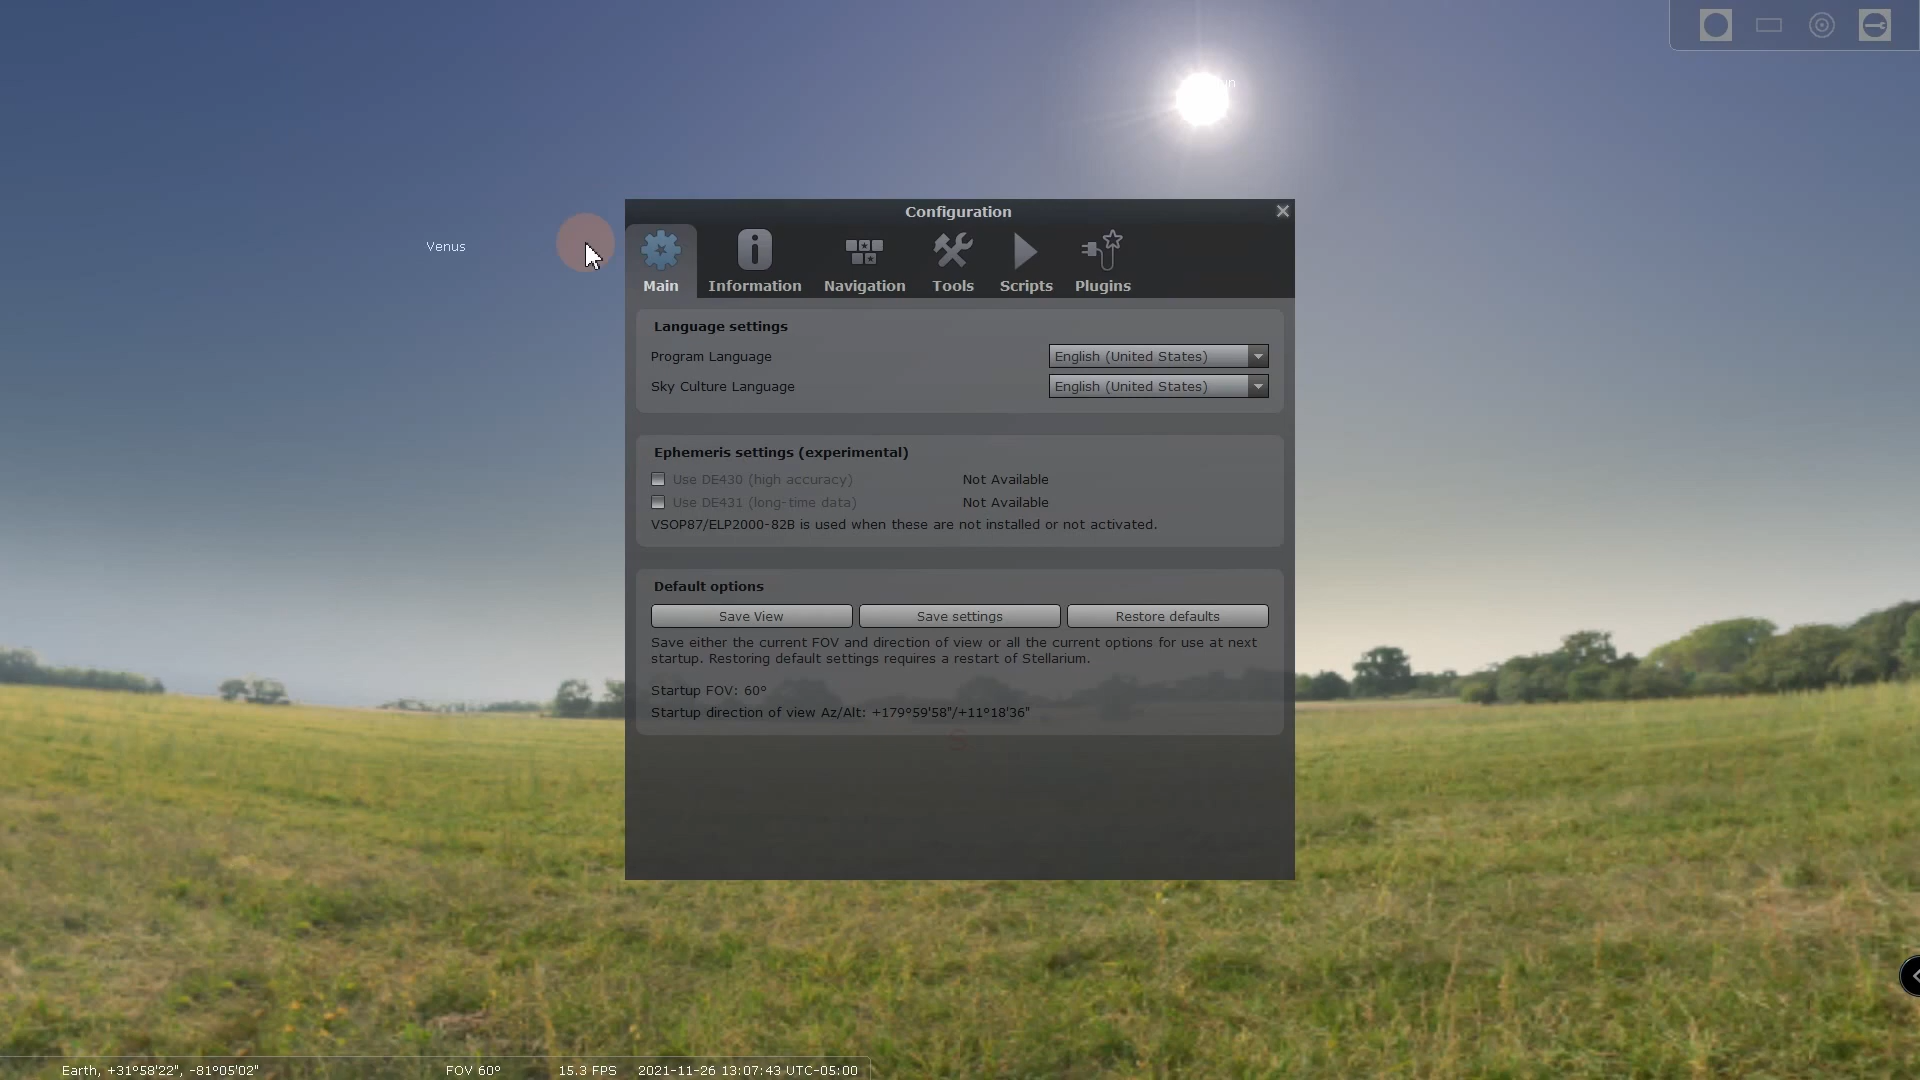 Venus
Configuration
Main
Information
Navigation
Tools
Scripts
Plugins
Language settings
Program Language
English (United States)
Sky Culture Language
English (United States)
Ephemeris settings (experimental)
Use DE430 (high accuracy)
Not Available
Use DE431 (long-time data)
Not Available
VSOP87/ELP2000-82B is used when these are not installed or not activated.
Default options
Save View
Save settings
Restore defaults
Save either the current FOV and direction of view or all the current options for use at next
startup. Restoring default settings requires a restart of Stellarium.
Startup FOV: 60°
Startup direction of view Az/Alt: +179°59'58"/+11°18'36"
S
Earth, +31°58'22", -81°05'02"
FOV 60°
15.3 FPS
2021-11-26 13:07:43 UTC-05:00